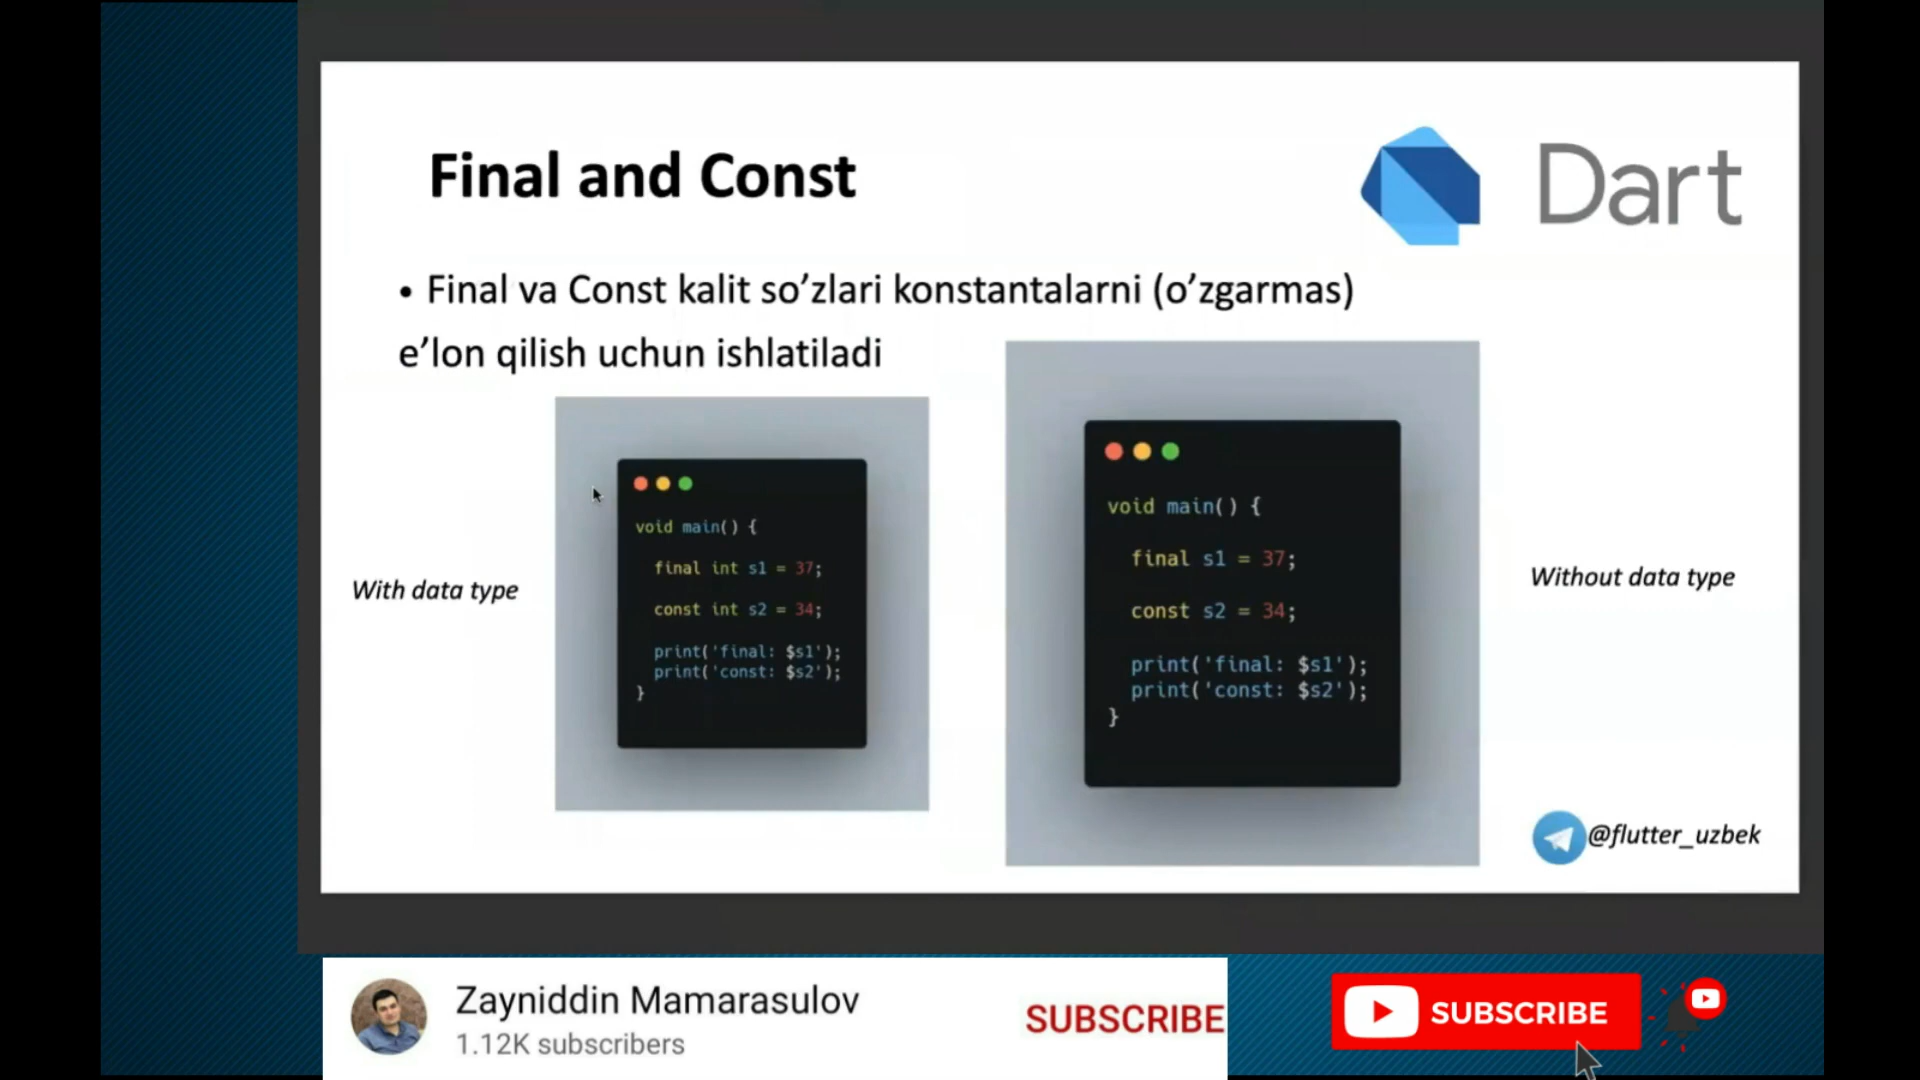 Final and Const
Dart
• Final va Const kalit so’zlari konstantalarni (o’zgarmas)
e’lon qilish uchun ishlatiladi
With data type
void main() {
final int s1 = 37;
const int s2 = 34;
print('final: $s1');
print('const: $s2');
}
void main() {
final s1 = 37;
const s2 = 34;
print('final: $s1');
print('const: $s2');
}
Without data type
@flutter_uzbek
Zayniddin Mamarasulov
1.12K subscribers
SUBSCRIBE
SUBSCRIBE